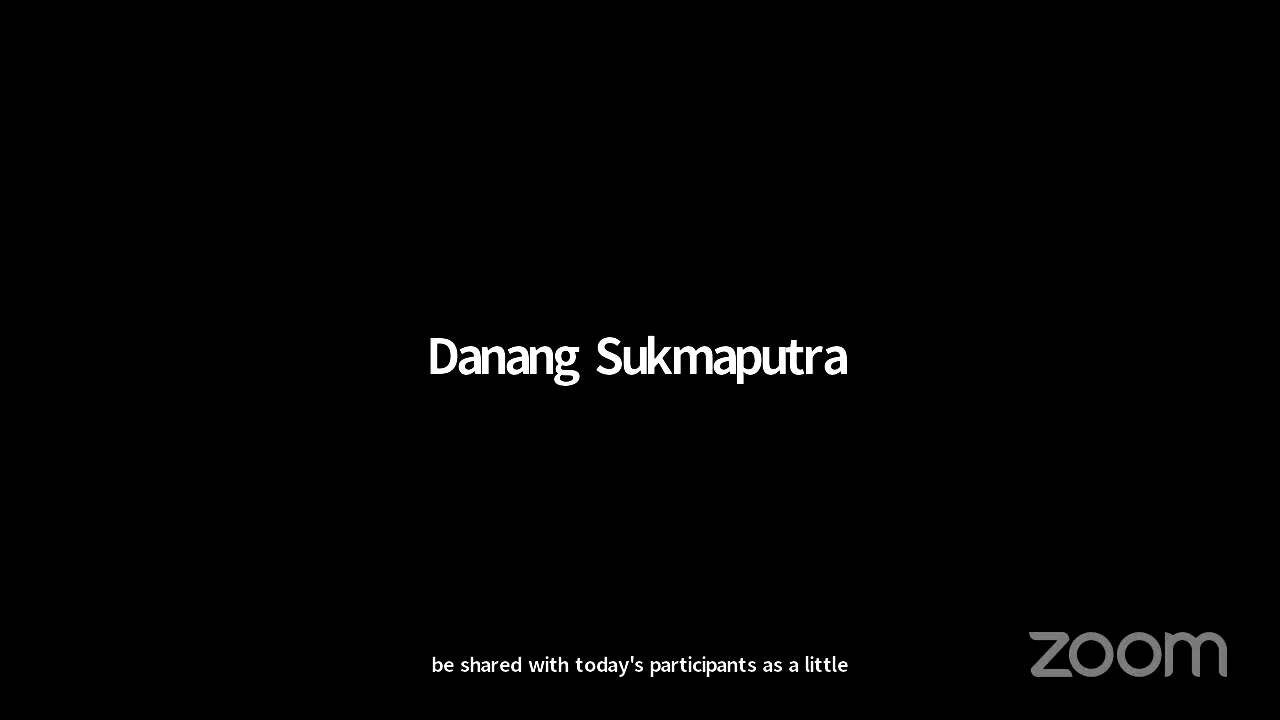 Danang Sukmaputra
be shared with today's participants as a little
zoom